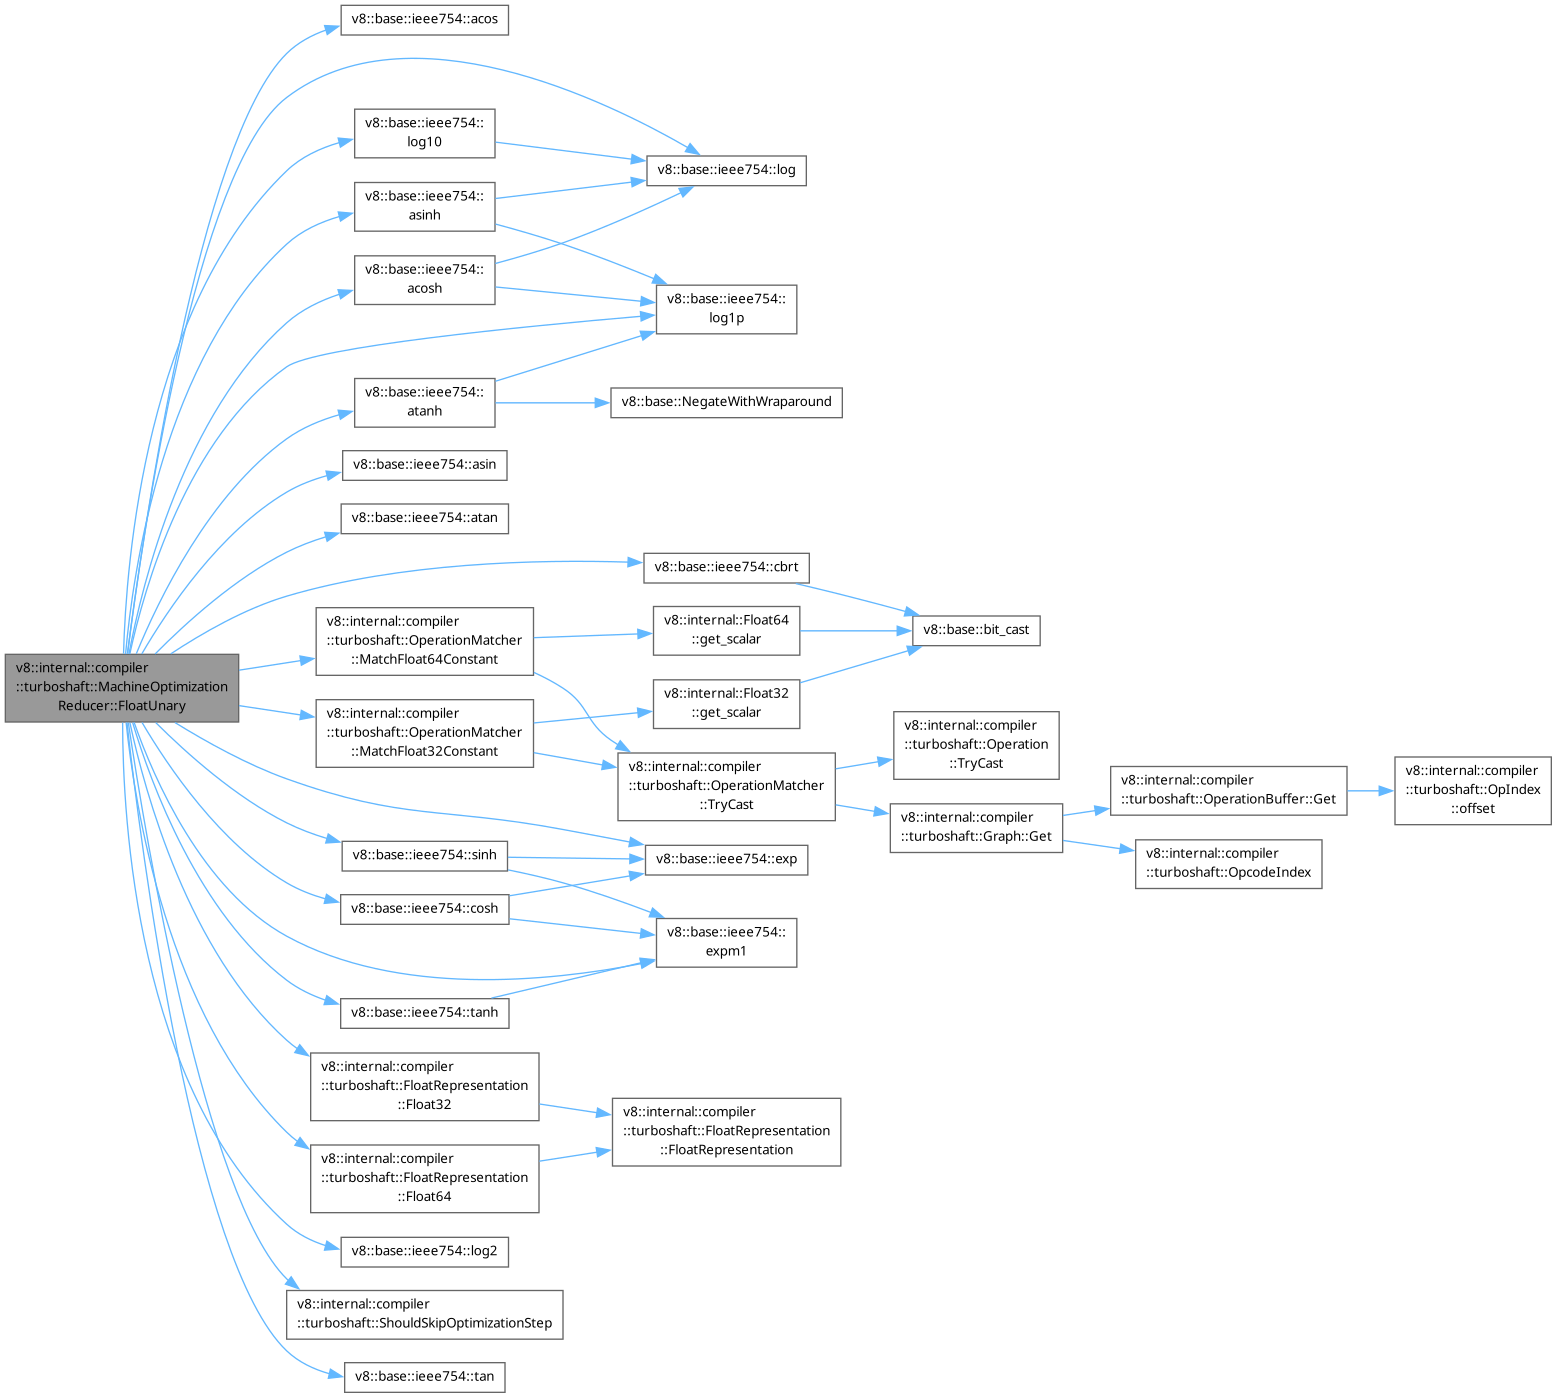 v8::base::ieee754::acos
v8::base::ieee754::
log10
v8::base::ieee754::log
v8::base::ieee754::
asinh
v8::base::ieee754::
acosh
v8::base::ieee754::
log1p
v8::base::ieee754::
atanh
v8::base::NegateWithWraparound
v8::base::ieee754::asin
v8::base::ieee754::atan
v8::base::ieee754::cbrt
v8::internal::compiler
::turboshaft::OperationMatcher
::MatchFloat64Constant
v8::internal::Float64
::get_scalar
v8::base::bit_cast
v8::internal::compiler
::turboshaft::MachineOptimization
Reducer::FloatUnary
v8::internal::compiler
::turboshaft::OperationMatcher
::MatchFloat32Constant
v8::internal::Float32
::get_scalar
v8::internal::compiler
::turboshaft::OperationMatcher
::TryCast
v8::internal::compiler
::turboshaft::Operation
::TryCast
v8::internal::compiler
::turboshaft::Graph::Get
v8::internal::compiler
::turboshaft::OperationBuffer::Get
v8::internal::compiler
::turboshaft::OpIndex
::offset
v8::internal::compiler
::turboshaft::OpcodeIndex
v8::base::ieee754::sinh
v8::base::ieee754::exp
v8::base::ieee754::cosh
v8::base::ieee754::
expm1
v8::base::ieee754::tanh
v8::internal::compiler
::turboshaft::FloatRepresentation
::Float32
v8::internal::compiler
::turboshaft::FloatRepresentation
::FloatRepresentation
v8::internal::compiler
::turboshaft::FloatRepresentation
::Float64
v8::base::ieee754::log2
v8::internal::compiler
::turboshaft::ShouldSkipOptimizationStep
v8::base::ieee754::tan